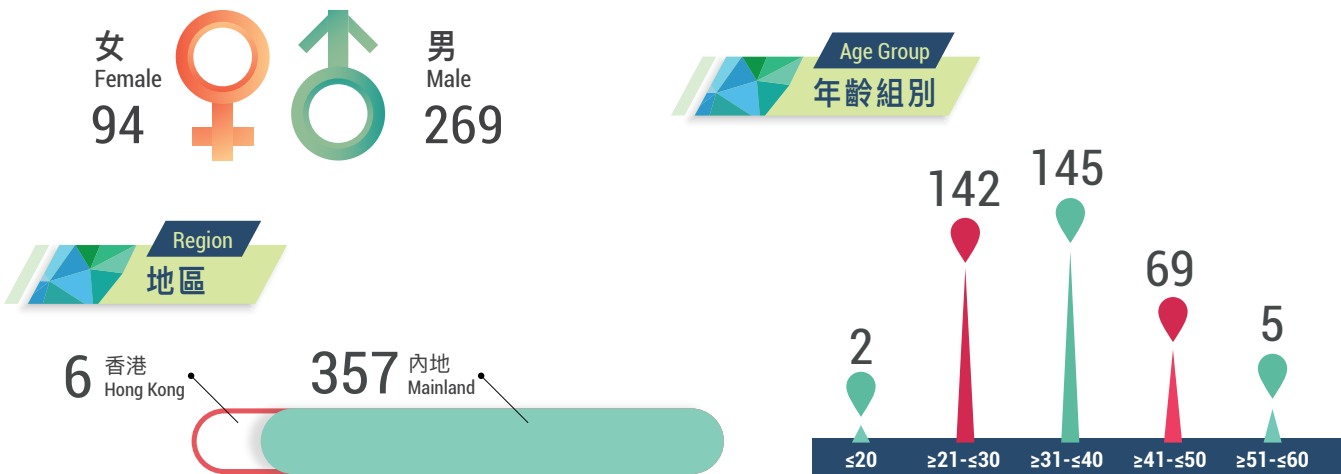 女
Female
94
男
Male
269
Region
地區
6
香港
Hong Kong
357
內地
Mainland
Age Group
年齡組別
2
142
145
69
5
≤20
≥21-≤30
≥31-≤40
≥41-≤50
≥51-≤60